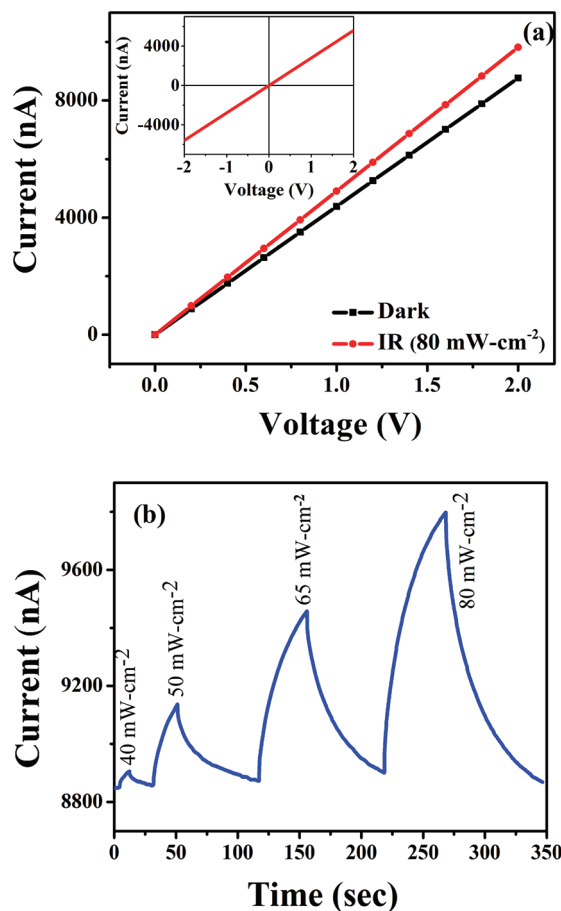 (a)
4000
0
-4000
Current (nA)
-2 -1 0 1 2
Voltage (V)
8000
4000
0
Current (nA)
Dark
IR (80 mW-cm-2)
0.0 0.5 1.0 1.5 2.0
Voltage (V)
(b)
40 mW-cm-2
50 mW-cm-2
65 mW-cm-2
80 mW-cm-2
9600
9200
8800
Current (nA)
0 50 100 150 200 250 300 350
Time (sec)